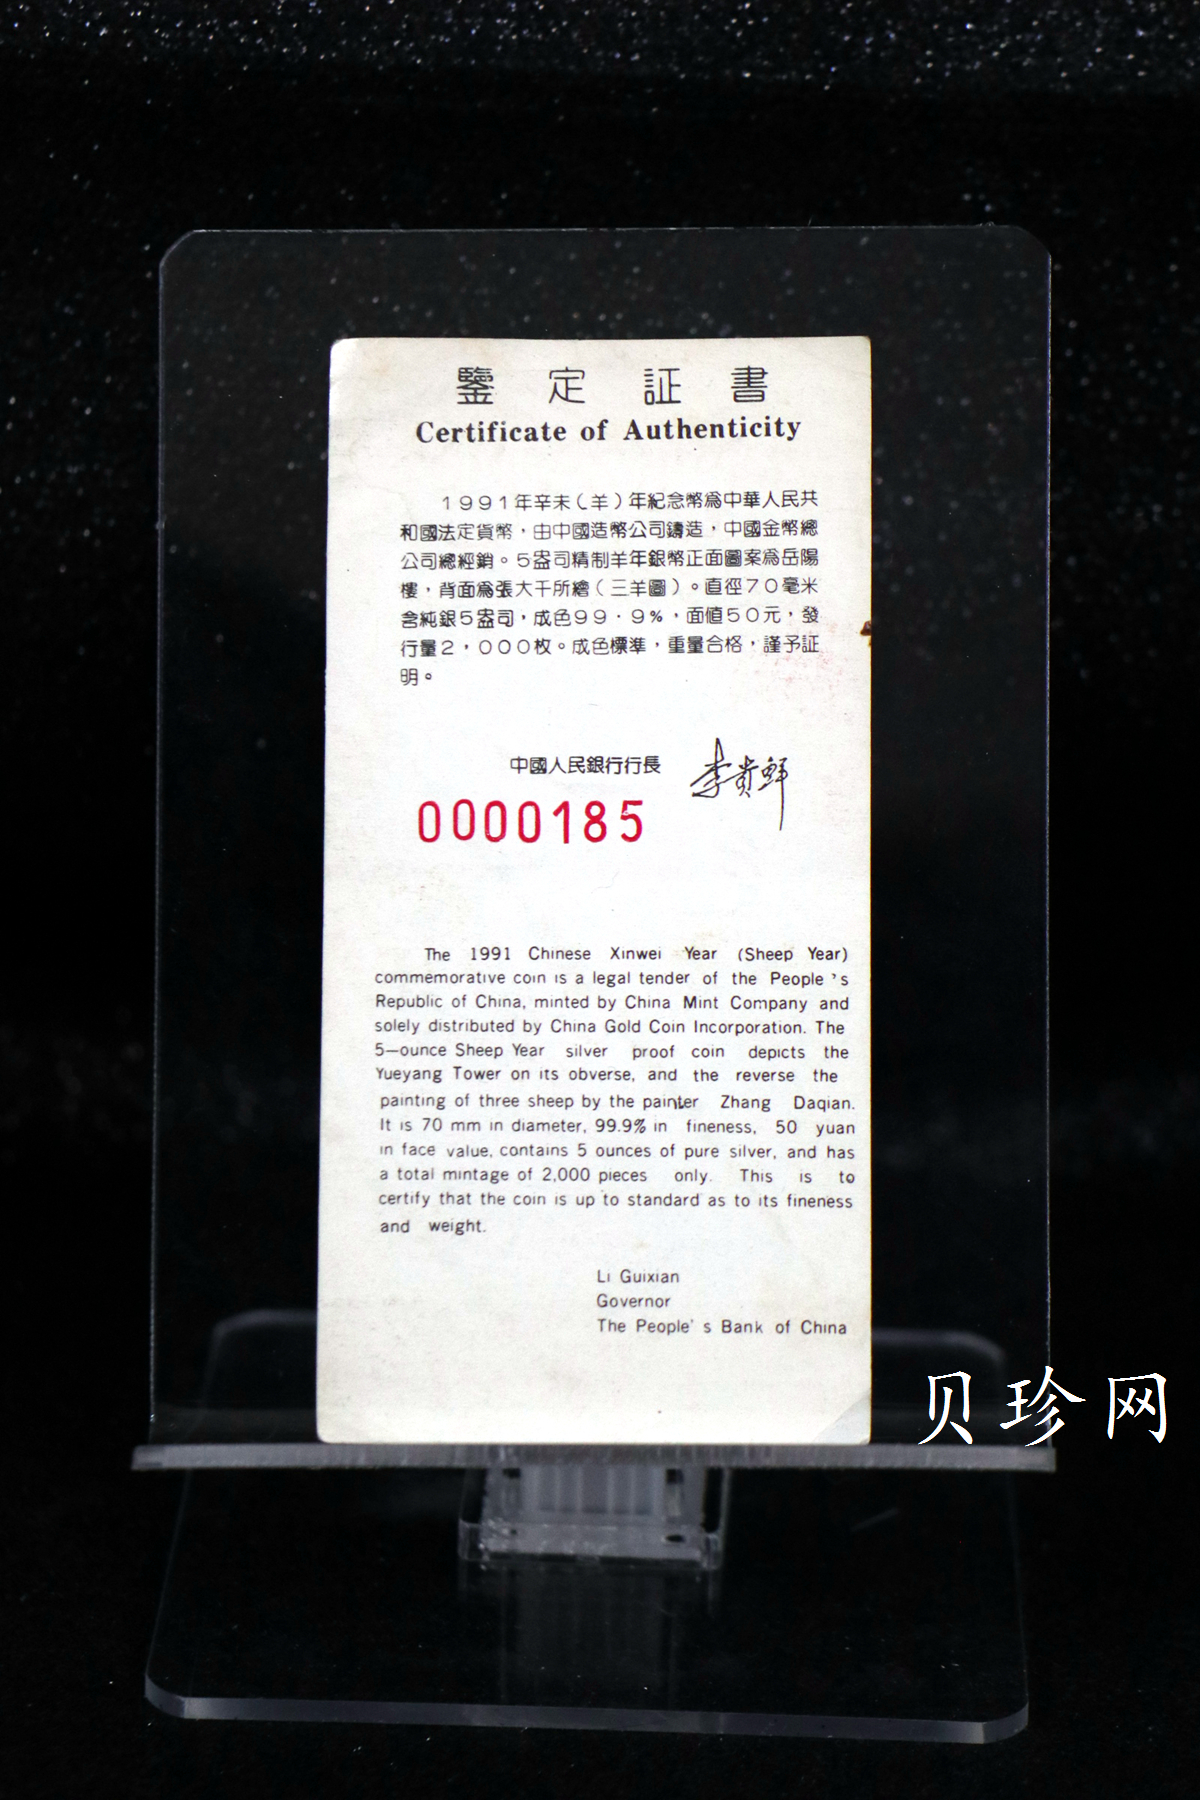 鑒定証書
Certificate of Authenticity
1991年辛未（羊）年紀念幣為中華人民共
和國法定貨幣，由中國造幣公司鑄造，中國金幣總
公司總經銷。5盎司精制羊年銀幣正面圖案為岳陽
樓，背面為張大千所繪（三羊圖）。直徑70毫米
含純銀5盎司，成色99．9%，面值50元，發
行量2，000枚。成色標準，重量合格，謹予証
明。
中國人民銀行行長 李貴鮮
0000185
The 1991 Chinese Xinwei Year (Sheep Year)
commemorative coin is a legal tender of the People's
Republic of China, minted by China Mint Company and
solely distributed by China Gold Coin Incorporation. The
5—ounce Sheep Year silver proof coin depicts the
Yueyang Tower on its obverse, and the reverse the
painting of three sheep by the painter Zhang Daqian.
It is 70 mm in diameter, 99.9% in fineness, 50 yuan
in face value, contains 5 ounces of pure silver, and has
a total mintage of 2,000 pieces only. This is to
certify that the coin is up to standard as to its fineness
and weight.
Li Guixian
Governor
The People's Bank of China
贝珍网